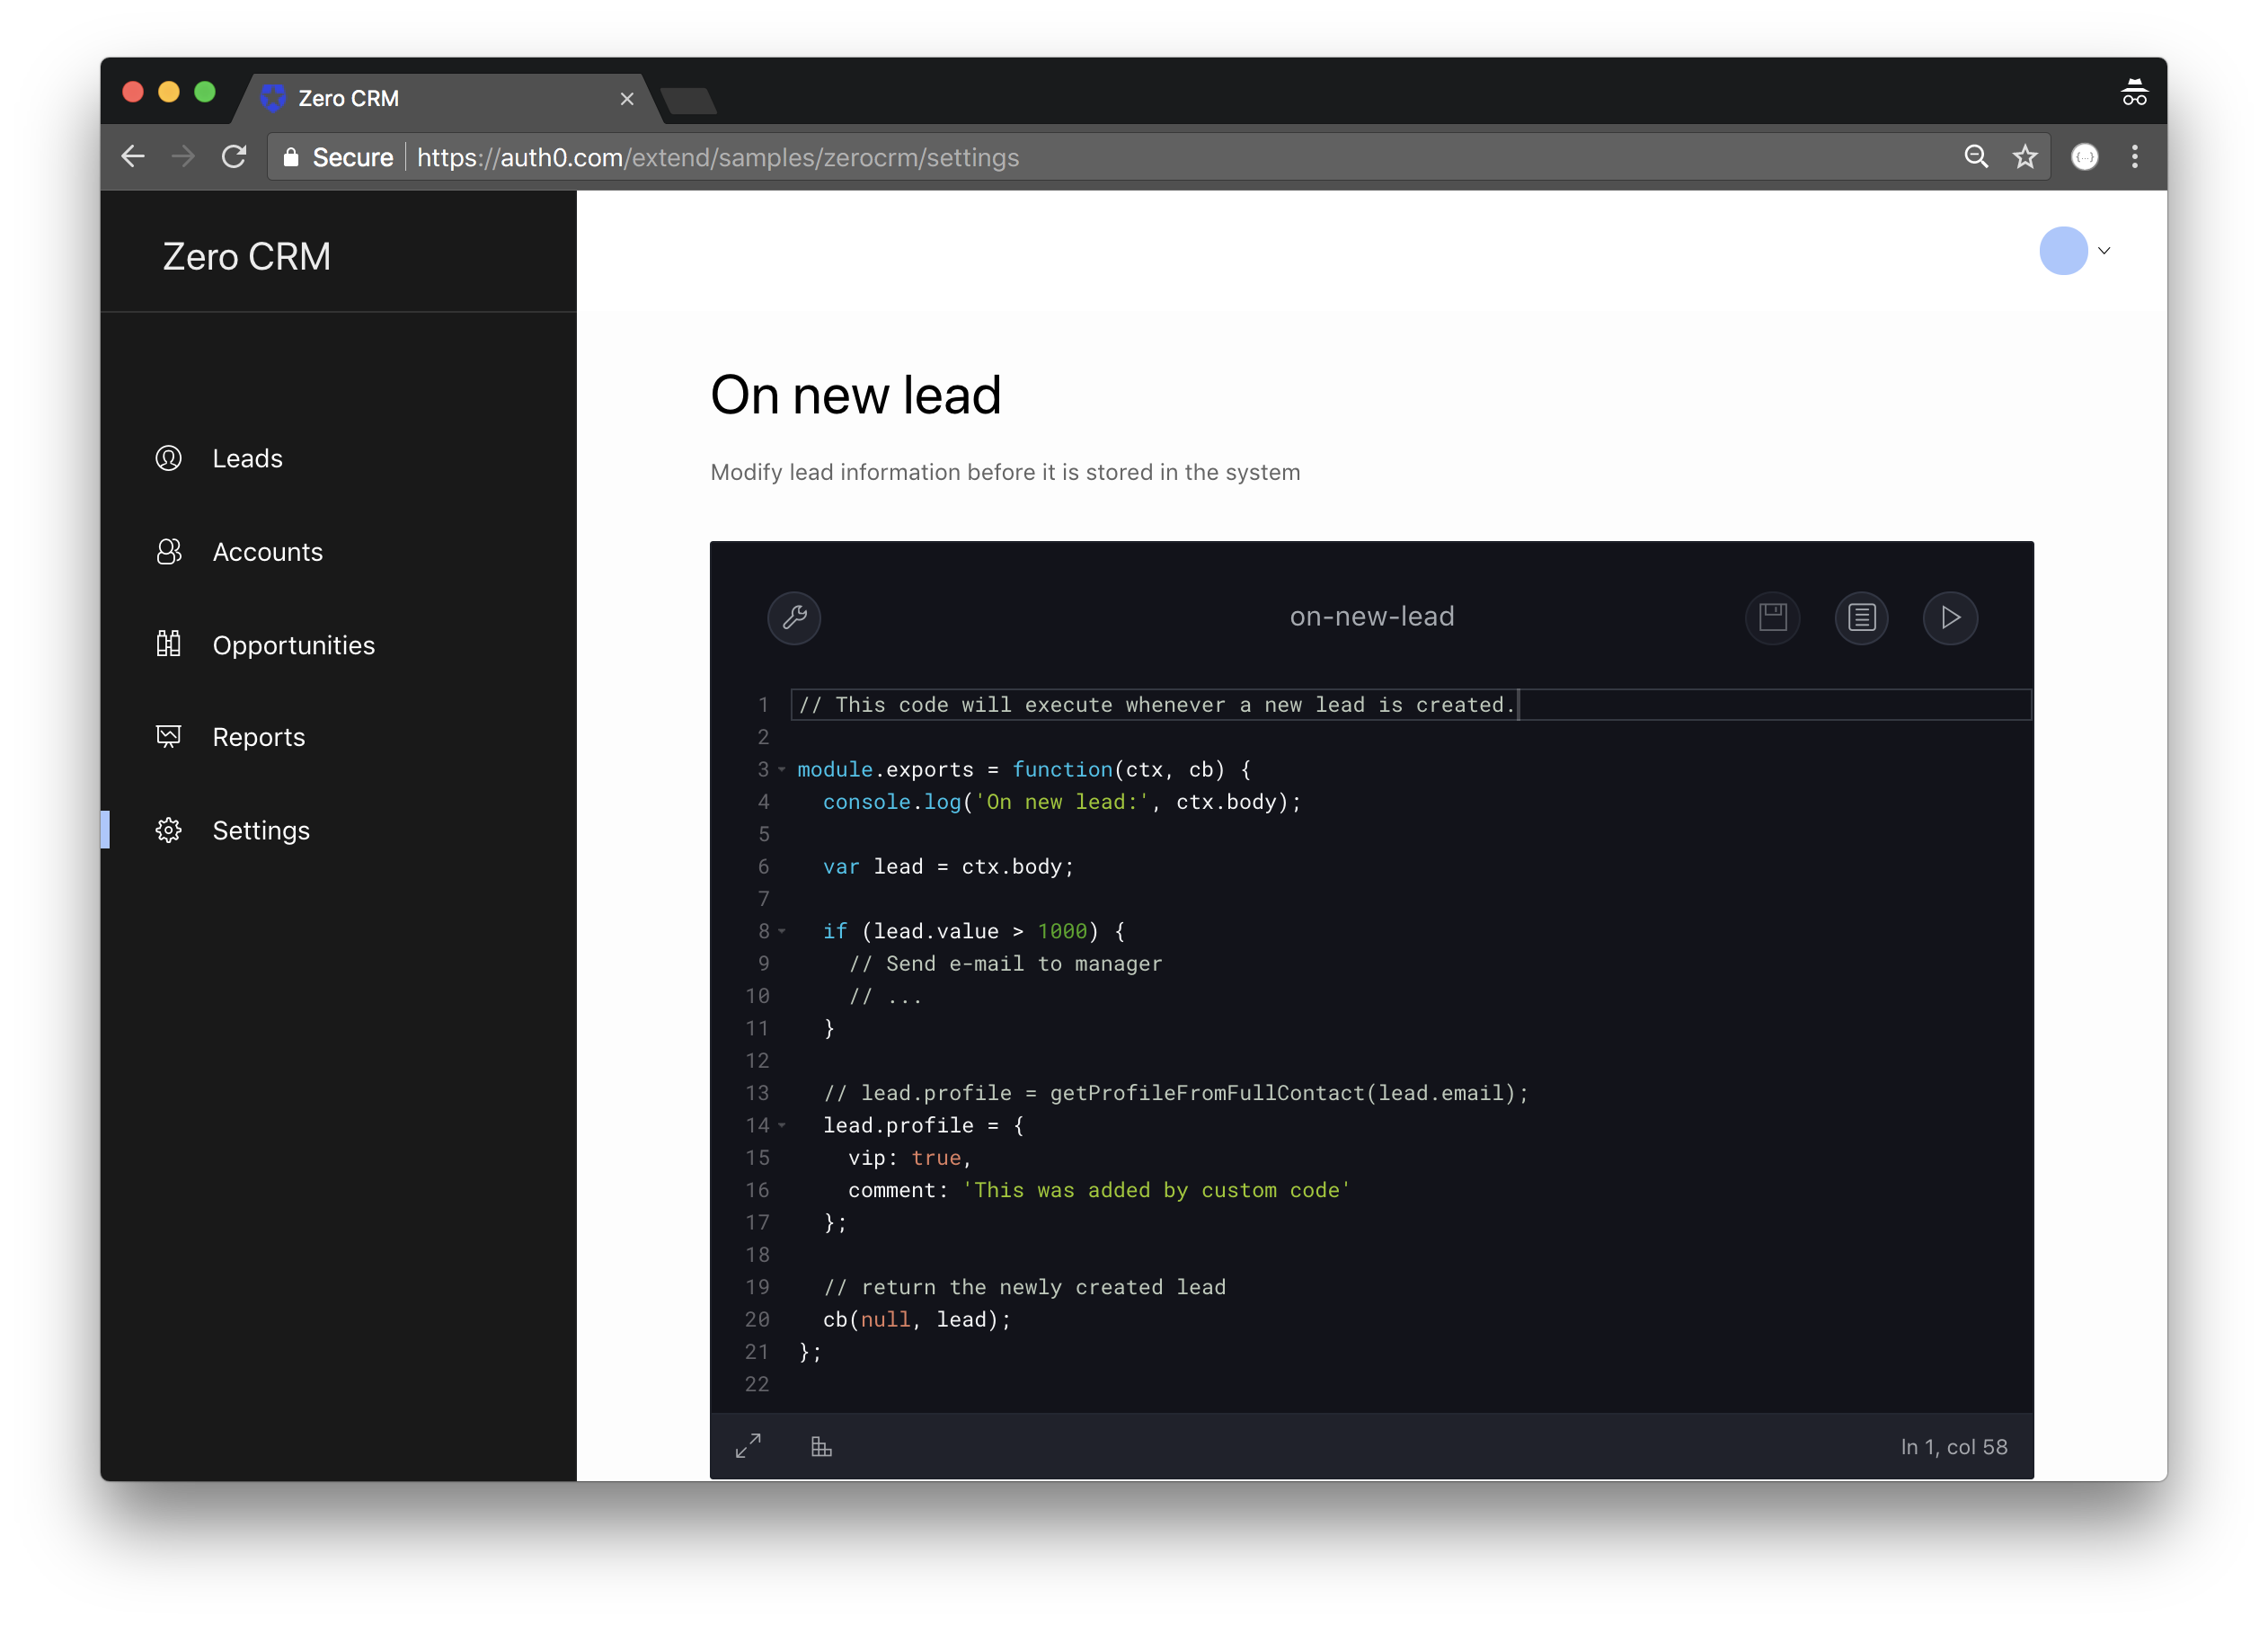 Zero CRM
Secure https://auth0.com/extend/samples/zerocrm/settings
Zero CRM
Leads
Accounts
Opportunities
Reports
Settings
On new lead
Modify lead information before it is stored in the system
on-new-lead
1 // This code will execute whenever a new lead is created.
2
3 module.exports = function(ctx, cb) {
4   console.log('On new lead:', ctx.body);
5
6   var lead = ctx.body;
7
8   if (lead.value > 1000) {
9     // Send e-mail to manager
10     // ...
11   }
12
13   // lead.profile = getProfileFromFullContact(lead.email);
14   lead.profile = {
15     vip: true,
16     comment: 'This was added by custom code'
17   };
18
19   // return the newly created lead
20   cb(null, lead);
21 };
22
ln 1, col 58